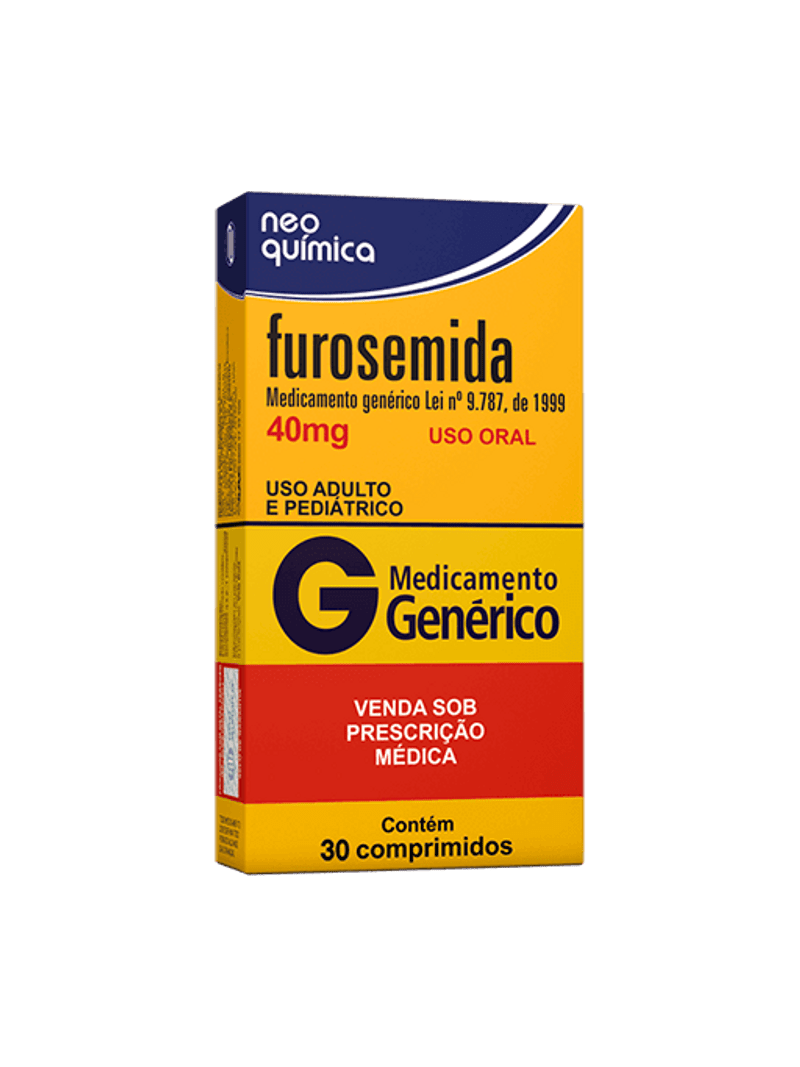 neo
química
furosemida
Medicamento genérico Lei nº 9.787, de 1999
40mg USO ORAL
USO ADULTO
E PEDIÁTRICO
G Medicamento
Genérico
VENDA SOB
PRESCRIÇÃO
MÉDICA
Contém
30 comprimidos